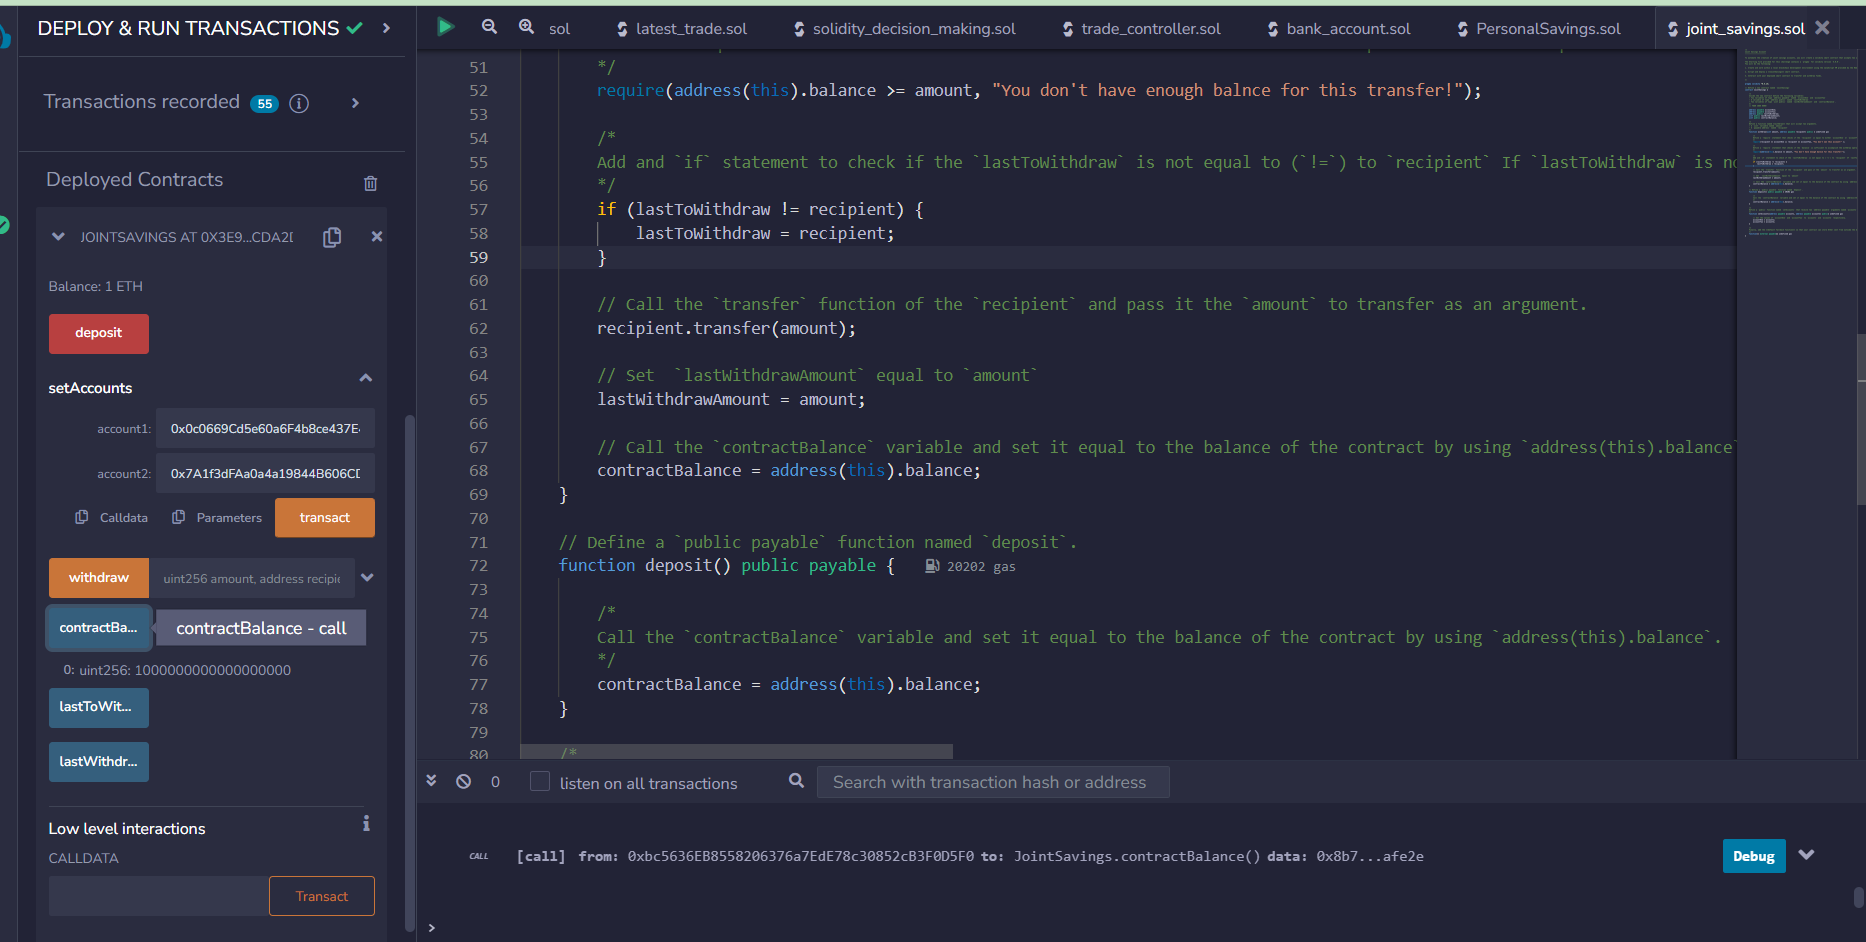 DEPLOY & RUN TRANSACTIONS
Transactions recorded 55
Deployed Contracts
JOINTSAVINGS AT 0X3E9...CDA2D
Balance: 1 ETH
deposit
setAccounts
account1: 0x0c0669Cd5e60a6F4b8ce437E
account2: 0x7A1f3dFAa0a4a19844B606CD
Calldata Parameters transact
withdraw uint256 amount, address recipie
contractBa... contractBalance - call
0: uint256: 1000000000000000000
lastToWit...
lastWithdr...
Low level interactions
CALLDATA
Transact
sol latest_trade.sol solidity_decision_making.sol trade_controller.sol bank_account.sol PersonalSavings.sol joint_savings.sol
51 */
52 require(address(this).balance >= amount, "You don't have enough balnce for this transfer!");
53
54 /*
55 Add and `if` statement to check if the `lastToWithdraw` is not equal to (`!=`) to `recipient` If `lastToWithdraw` is no
56 */
57 if (lastToWithdraw != recipient) {
58 lastToWithdraw = recipient;
59 }
60
61 // Call the `transfer` function of the `recipient` and pass it the `amount` to transfer as an argument.
62 recipient.transfer(amount);
63
64 // Set  `lastWithdrawAmount` equal to `amount`
65 lastWithdrawAmount = amount;
66
67 // Call the `contractBalance` variable and set it equal to the balance of the contract by using `address(this).balance`
68 contractBalance = address(this).balance;
69 }
70
71 // Define a `public payable` function named `deposit`.
72 function deposit() public payable { 20202 gas
73
74 /*
75 Call the `contractBalance` variable and set it equal to the balance of the contract by using `address(this).balance`.
76 */
77 contractBalance = address(this).balance;
78 }
79
80 /*
0 listen on all transactions Search with transaction hash or address
CALL [call] from: 0xbc5636EB8558206376a7EdE78c30852cB3F0D5F0 to: JointSavings.contractBalance() data: 0x8b7...afe2e Debug
>